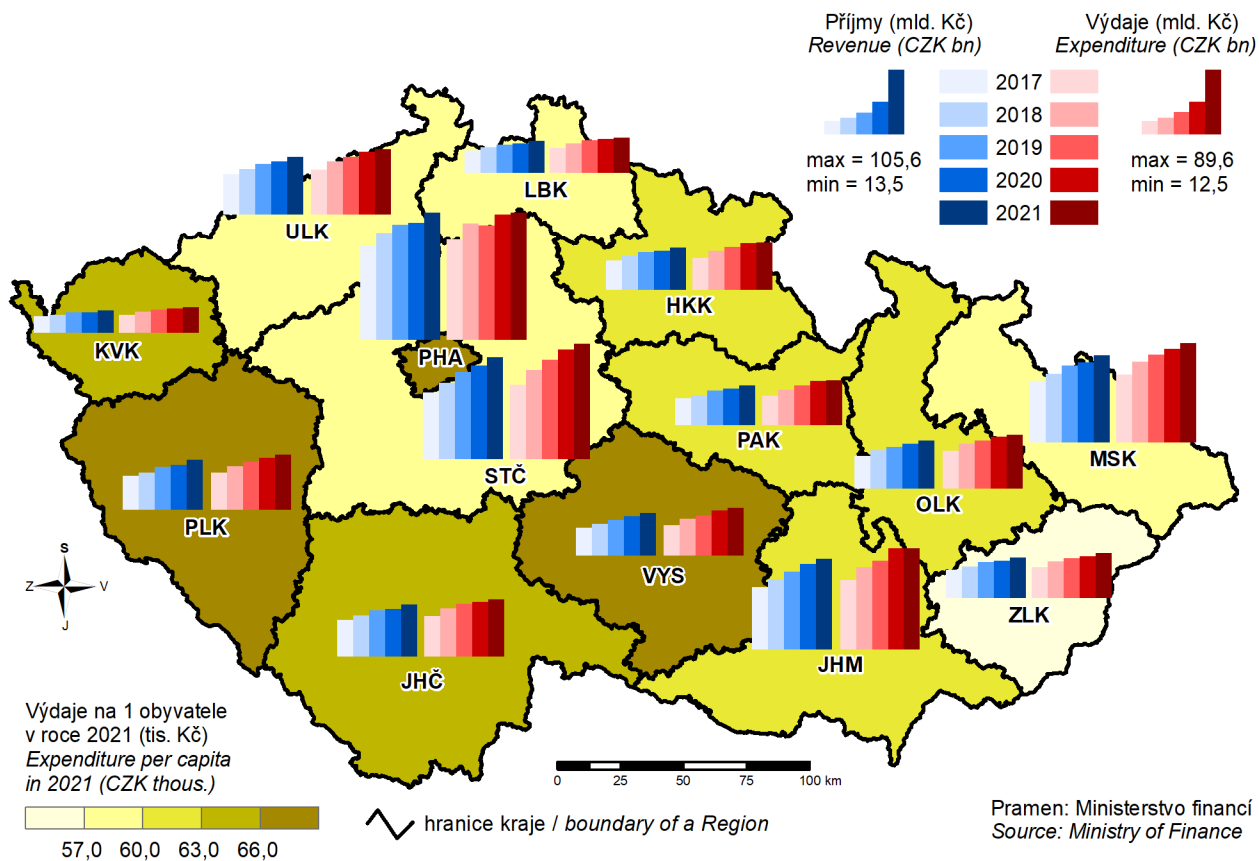 Příjmy (mld. Kč)
Revenue (CZK bn)
Výdaje (mld. Kč)
Expenditure (CZK bn)
2017
2018
2019
2020
2021
max = 105,6
min = 13,5
max = 89,6
min = 12,5
LBK
ULK
HKK
KVK
PHA
PAK
MSK
STČ
OLK
PLK
VYS
ZLK
JHM
JHČ
S
Z
V
J
Výdaje na 1 obyvatele
v roce 2021 (tis. Kč)
Expenditure per capita
in 2021 (CZK thous.)
57,0 60,0 63,0 66,0
0 25 50 75 100 km
hranice kraje / boundary of a Region
Pramen: Ministerstvo financí
Source: Ministry of Finance